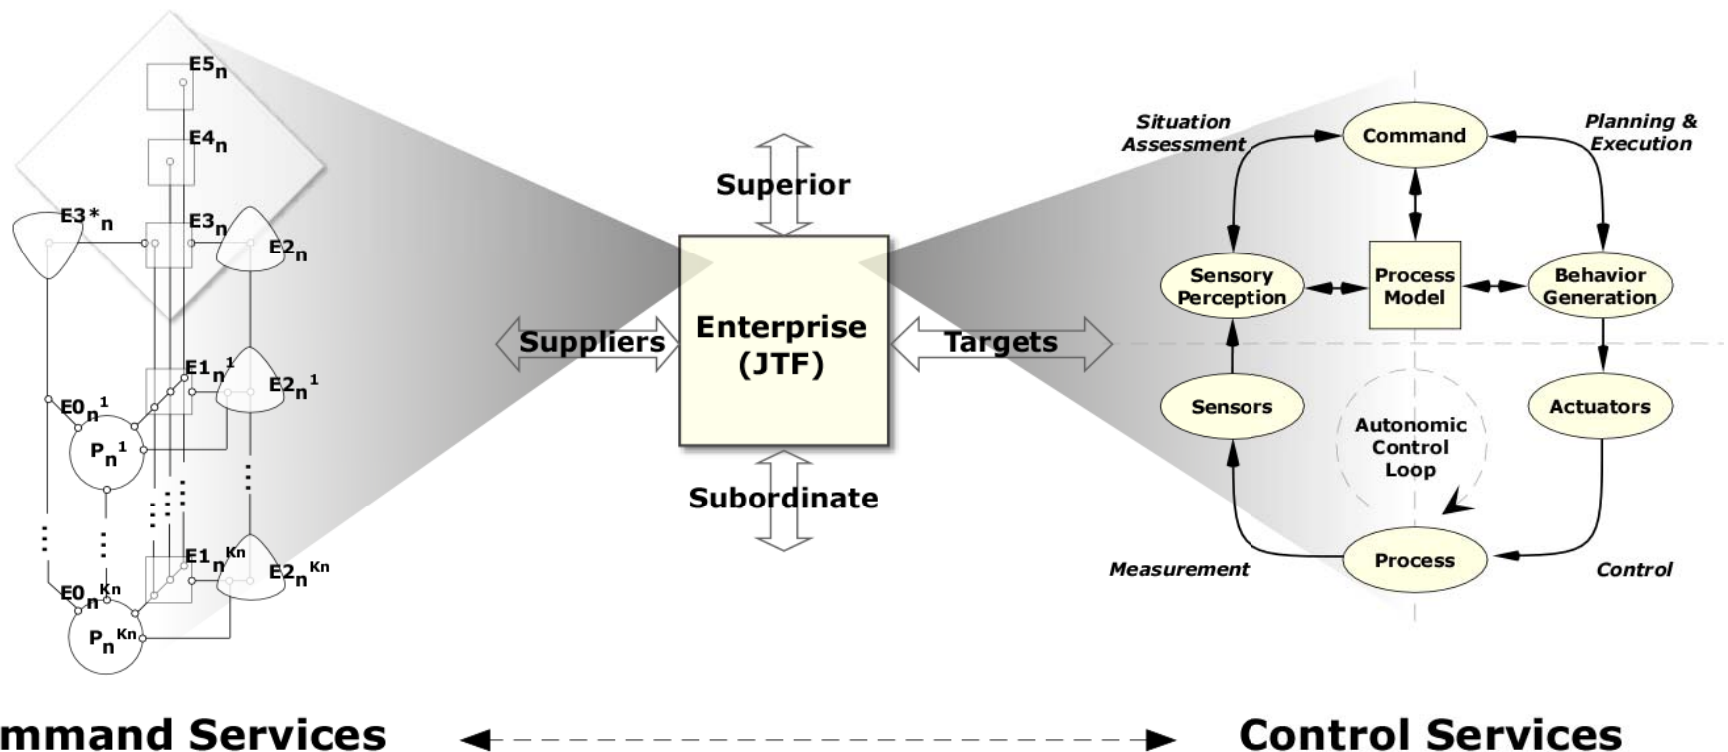 E5n
E4n
E3*n
E3n
E2n
E1n1
E2n1
E0n1
Pn1
E1nKn
E2nKn
E0nKn
PnKn
Superior
Suppliers
Enterprise
(JTF)
Targets
Subordinate
Situation
Assessment
Command
Planning &
Execution
Sensory
Perception
Process
Model
Behavior
Generation
Sensors
Actuators
Autonomic
Control
Loop
Measurement
Process
Control
mmand Services
Control Services